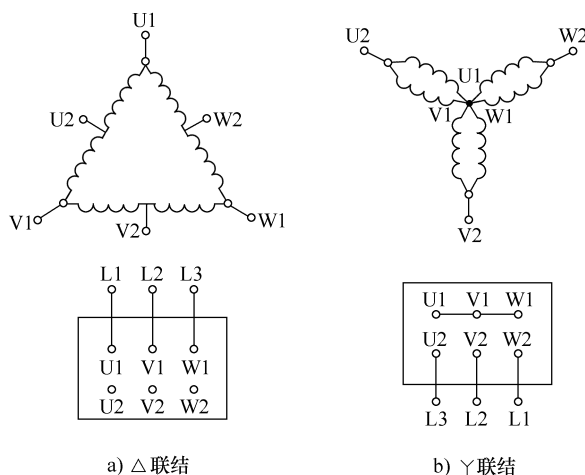 U1
U2
W2
V1
V2
W1
L1 L2 L3
U1 V1 W1
U2 V2 W2
a) △联结
U2
W2
U1
V1
W1
V2
U1 V1 W1
U2 V2 W2
L3 L2 L1
b) Y联结